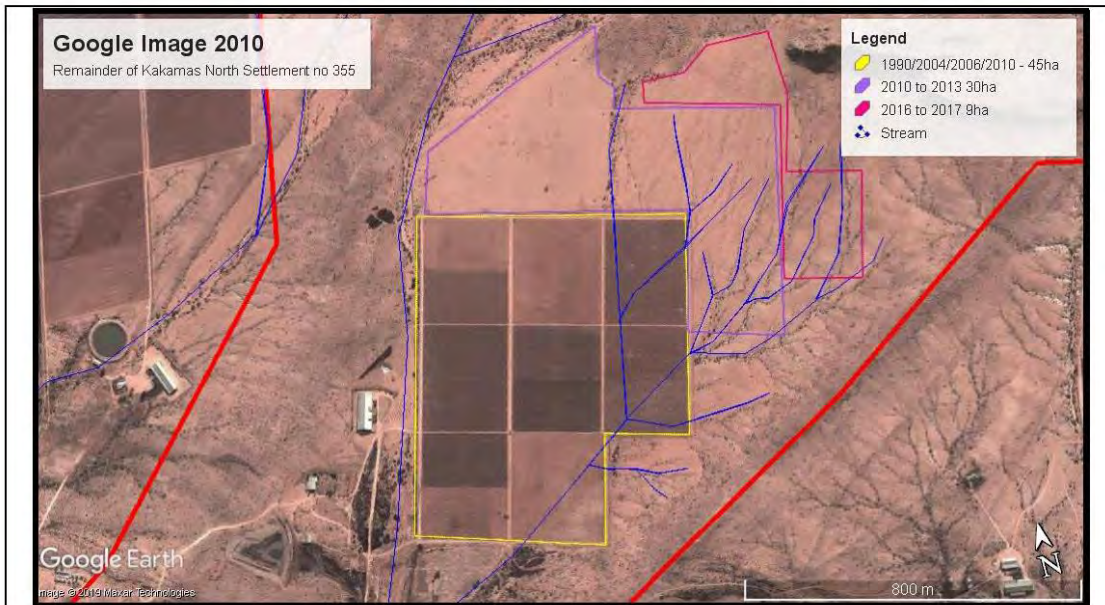 Google Image 2010
Remainder of Kakamas North Settlement no 355
Legend
1990/2004/2006/2010 - 45ha
2010 to 2013 30ha
2016 to 2017 9ha
Stream
Google Earth
mage © 2019 Maxar Technologies
N
800 m